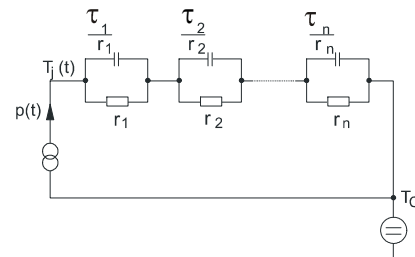 τ1/r1 τ2/r2 τn/rn
Tj(t)
r1 r2 rn
p(t)
TC